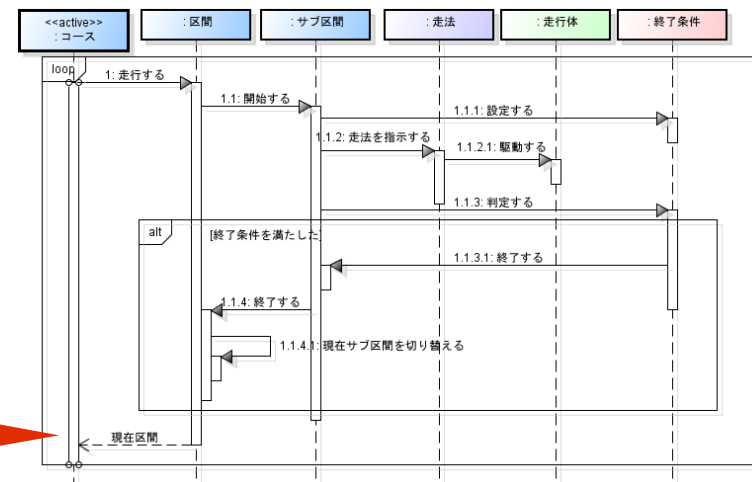 <<active>>
: コース
: 区間
: サブ区間
: 走法
: 走行体
: 終了条件
loop
1: 走行する
1.1: 開始する
1.1.1: 設定する
1.1.2: 走法を指示する
1.1.2.1: 駆動する
1.1.3: 判定する
alt
[終了条件を満たした]
1.1.3.1: 終了する
1.1.4: 終了する
1.1.4.1: 現在サブ区間を切り替える
現在区間